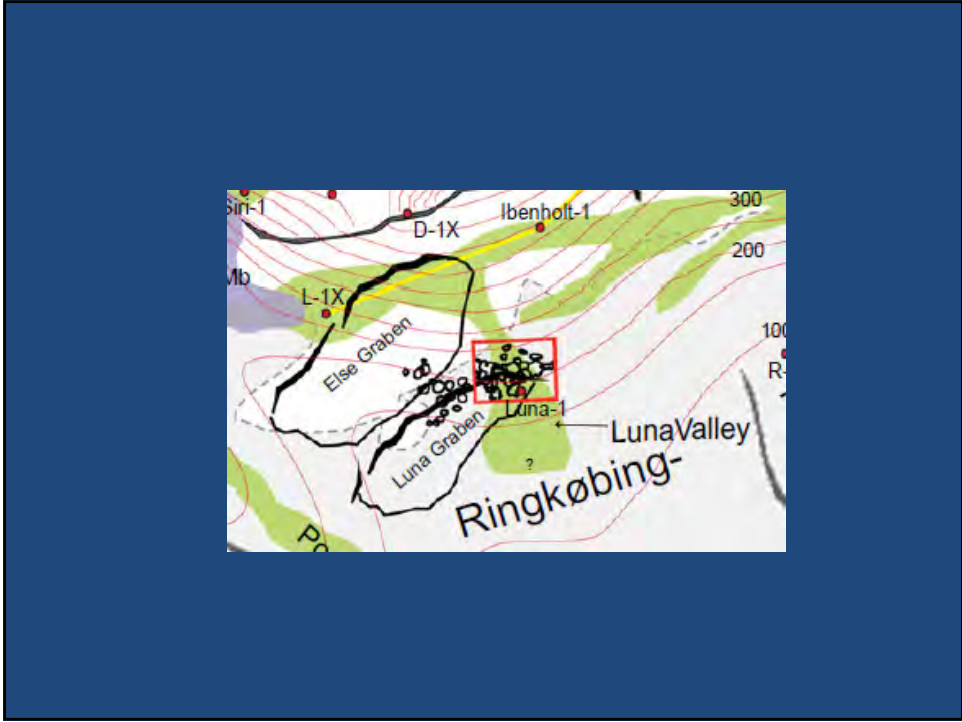 300
Siri-1
Ibenholt-1
D-1X
200
Mb
L-1X
100
Else Graben
R-
Luna-1
Luna Graben
LunaValley
?
Ringkøbing-
Po